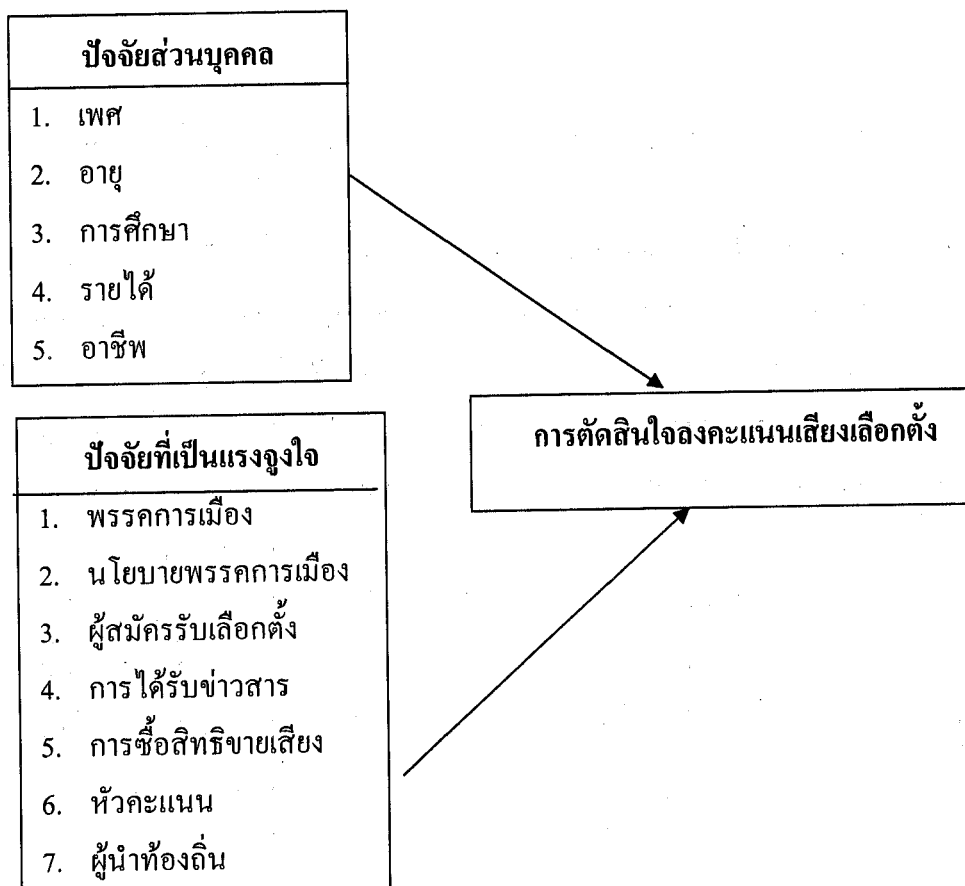 ปัจจัยส่วนบุคคล
1. เพศ
2. อายุ
3. การศึกษา
4. รายได้
5. อาชีพ
ปัจจัยที่เป็นแรงจูงใจ
1. พรรคการเมือง
2. นโยบายพรรคการเมือง
3. ผู้สมัครรับเลือกตั้ง
4. การได้รับข่าวสาร
5. การซื้อสิทธิขายเสียง
6. หัวคะแนน
7. ผู้นำท้องถิ่น
การตัดสินใจลงคะแนนเสียงเลือกตั้ง